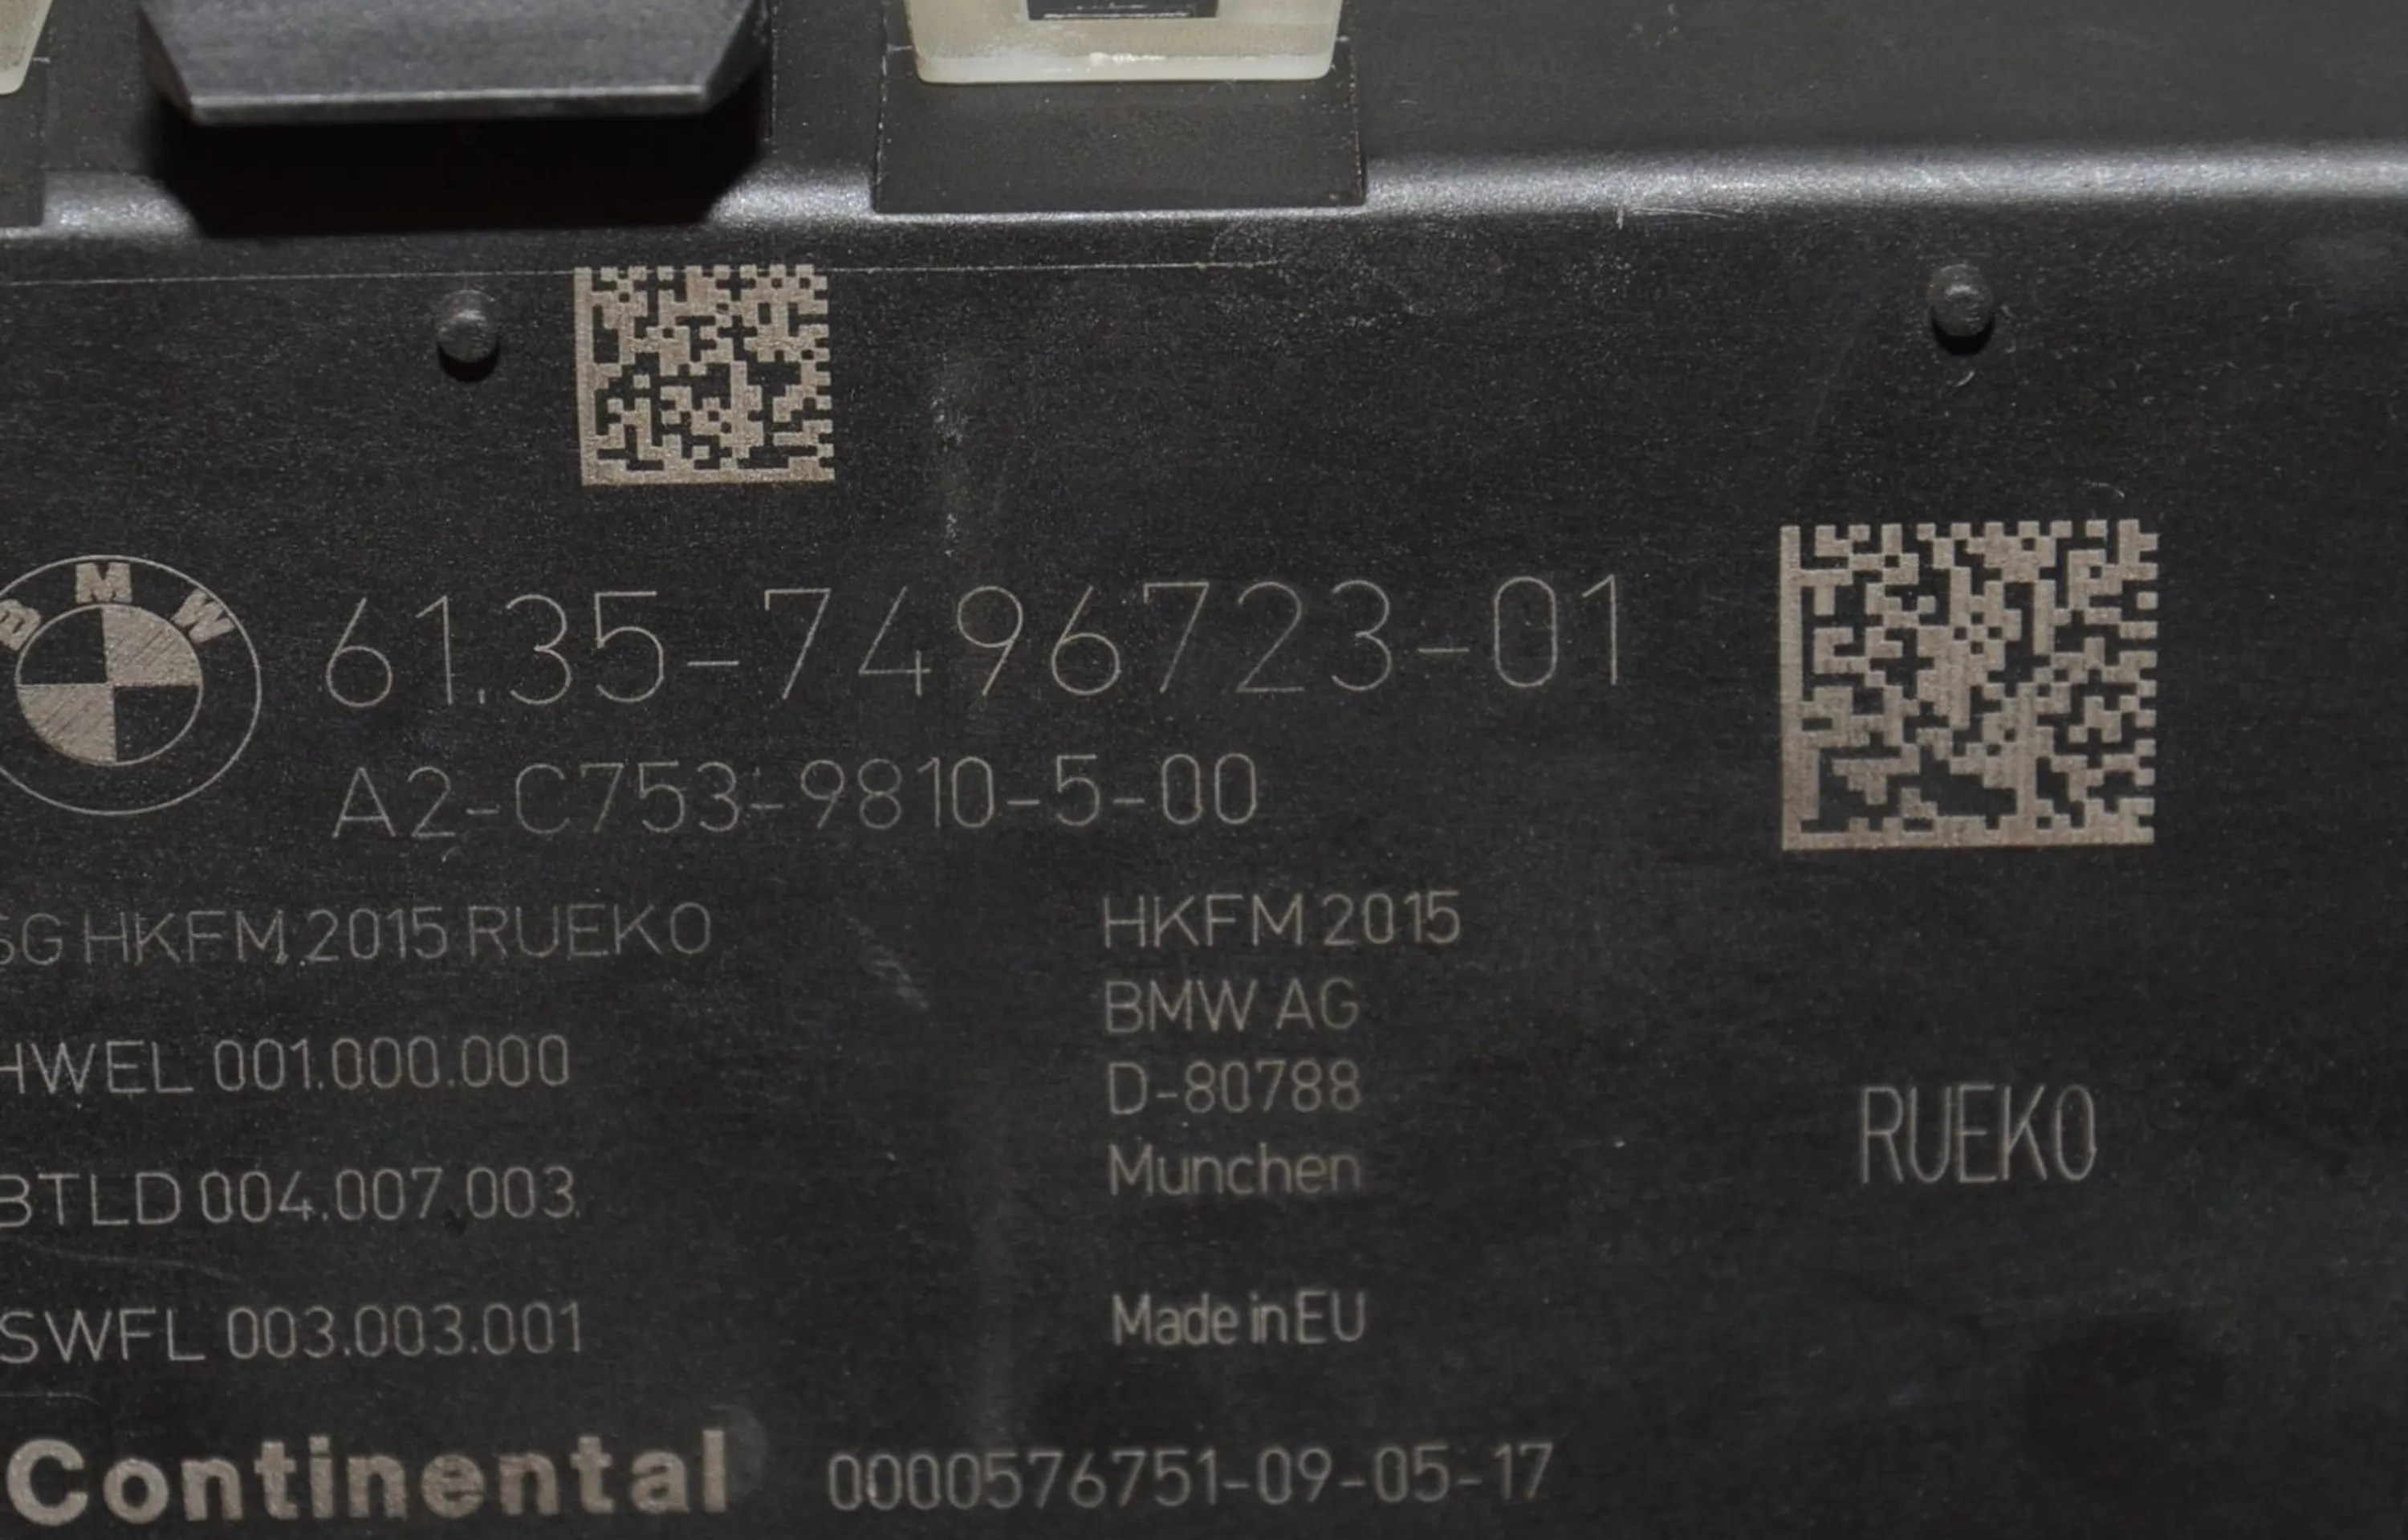 BMW
61.35-7496723-01
A2-C753-9810-5-00
SG HKFM 2015 RUEKO
HWEL 001.000.000
BTLD 004.007.003
SWFL 003.003.001
HKFM 2015
BMW AG
D-80788
Munchen
Made in EU
RUEKO
Continental
0000576751-09-05-17